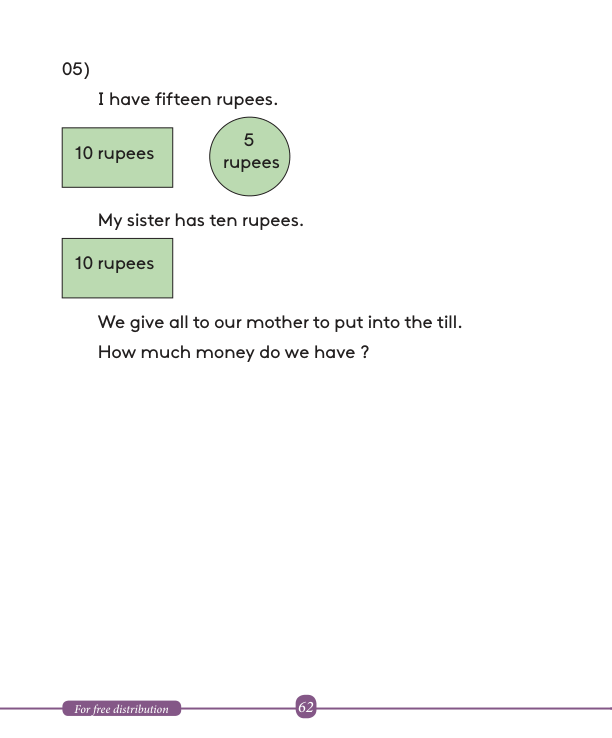 05)
I have fifteen rupees.
10 rupees
5
rupees
My sister has ten rupees.
10 rupees
We give all to our mother to put into the till.
How much money do we have ?
For free distribution
62